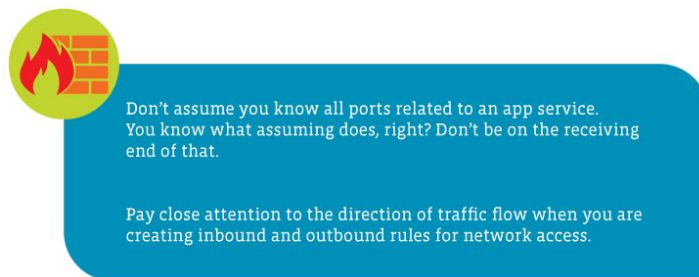 Don't assume you know all ports related to an app service.
You know what assuming does, right? Don't be on the receiving
end of that.
Pay close attention to the direction of traffic flow when you are
creating inbound and outbound rules for network access.